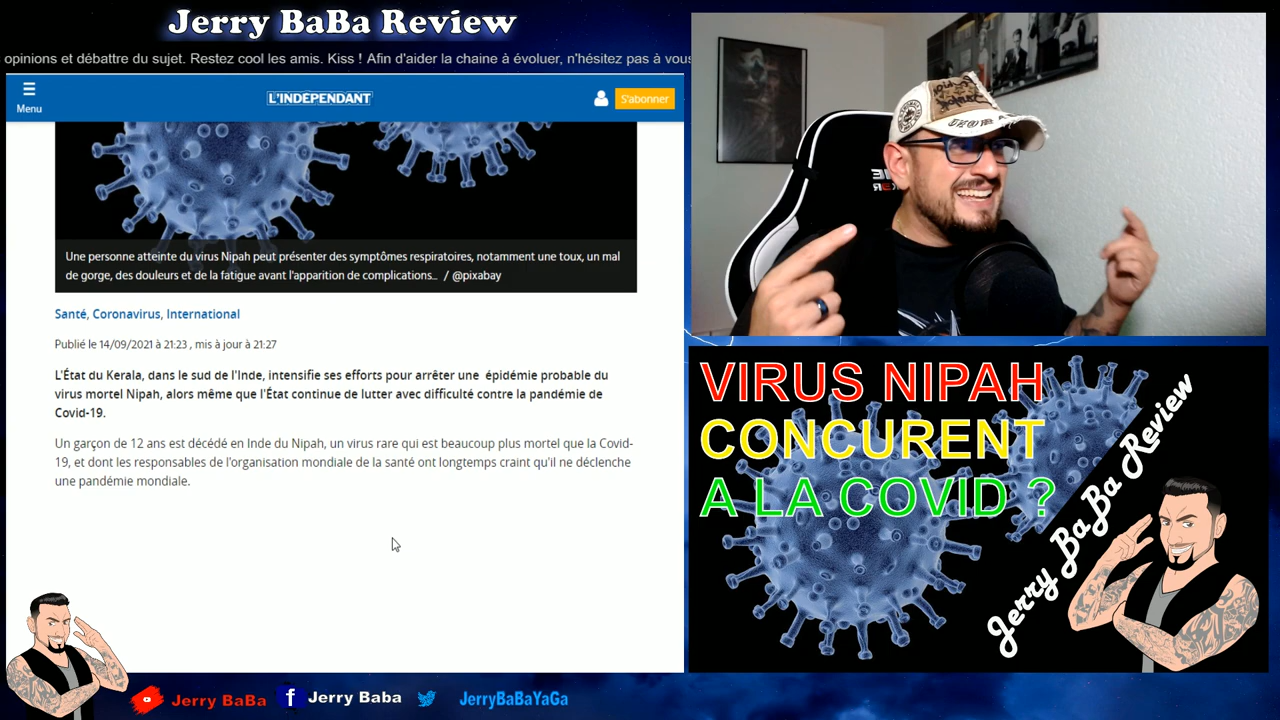 Jerry BaBa Review
opinions et débattre du sujet. Restez cool les amis. Kiss ! Afin d'aider la chaine à évoluer, n'hésitez pas à vous
Menu
L'INDEPENDANT
S'abonner
Une personne atteinte du virus Nipah peut présenter des symptômes respiratoires, notamment une toux, un mal
de gorge, des douleurs et de la fatigue avant l'apparition de complications... / @pixabay
Santé, Coronavirus, International
Publié le 14/09/2021 à 21:23 , mis à jour à 21:27
L'État du Kerala, dans le sud de l'Inde, intensifie ses efforts pour arrêter une épidémie probable du
virus mortel Nipah, alors même que l'État continue de lutter avec difficulté contre la pandémie de
Covid-19.
Un garçon de 12 ans est décédé en Inde du Nipah, un virus rare qui est beaucoup plus mortel que la Covid-
19, et dont les responsables de l'organisation mondiale de la santé ont longtemps craint qu'il ne déclenche
une pandémie mondiale.
VIRUS NIPAH
CONCURENT
A LA COVID ?
Jerry BaBa Review
Jerry BaBa
Jerry Baba
JerryBaBaYaGa